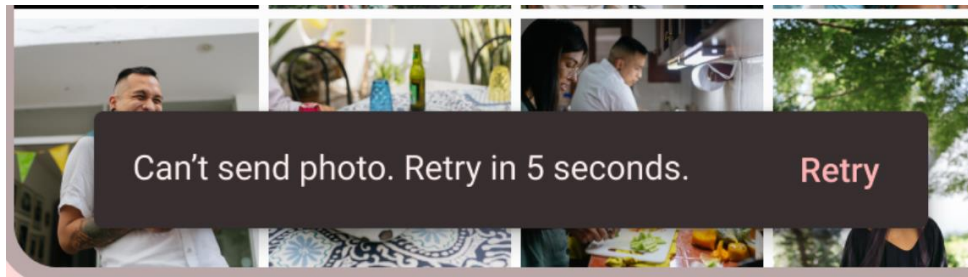 Can’t send photo. Retry in 5 seconds.
Retry